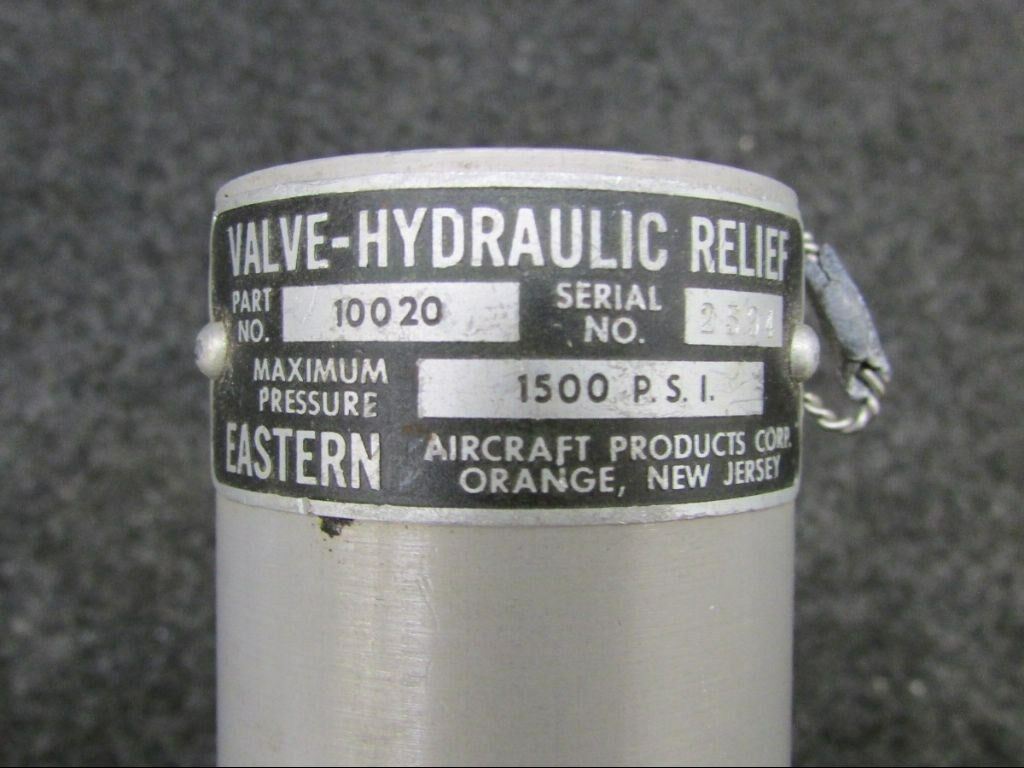 VALVE-HYDRAULIC RELIEF
PART NO. 10020 SERIAL NO.
MAXIMUM PRESSURE 1500 P.S.I.
EASTERN AIRCRAFT PRODUCTS CORP.
ORANGE, NEW JERSEY